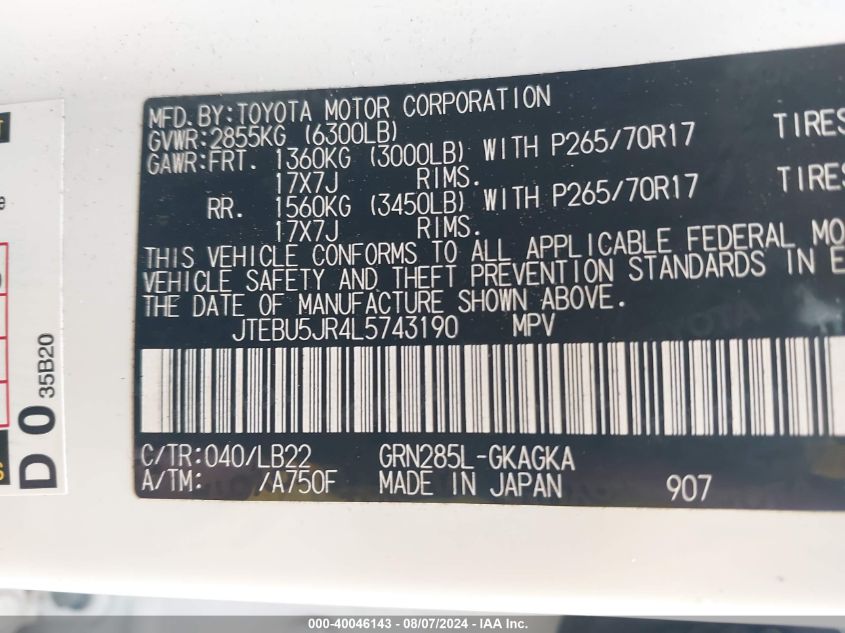 MFD. BY: TOYOTA MOTOR CORPORATION
GVWR: 2855KG (6300LB)
GAWR: FRT. 1360KG (3000LB) WITH P265/70R17 TIRES
17X7J RIMS.
RR. 1560KG (3450LB) WITH P265/70R17 TIRES
17X7J RIMS.
THIS VEHICLE CONFORMS TO ALL APPLICABLE FEDERAL MO
VEHICLE SAFETY AND THEFT PREVENTION STANDARDS IN E
THE DATE OF MANUFACTURE SHOWN ABOVE.
JTEBU5JR4L5743190 MPV
C/TR: 040/LB22 GRN285L-GKAGKA
A/TM: /A750F MADE IN JAPAN 907
D 0 35B20
000-40046143 - 08/07/2024 - IAA Inc.